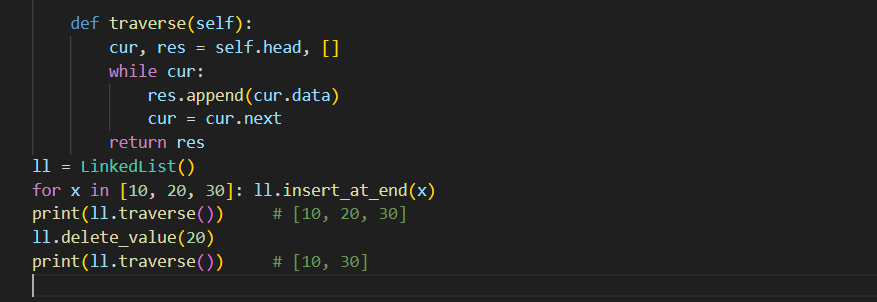 def traverse(self):
        cur, res = self.head, []
        while cur:
            res.append(cur.data)
            cur = cur.next
        return res
ll = LinkedList()
for x in [10, 20, 30]: ll.insert_at_end(x)
print(ll.traverse())     # [10, 20, 30]
ll.delete_value(20)
print(ll.traverse())     # [10, 30]